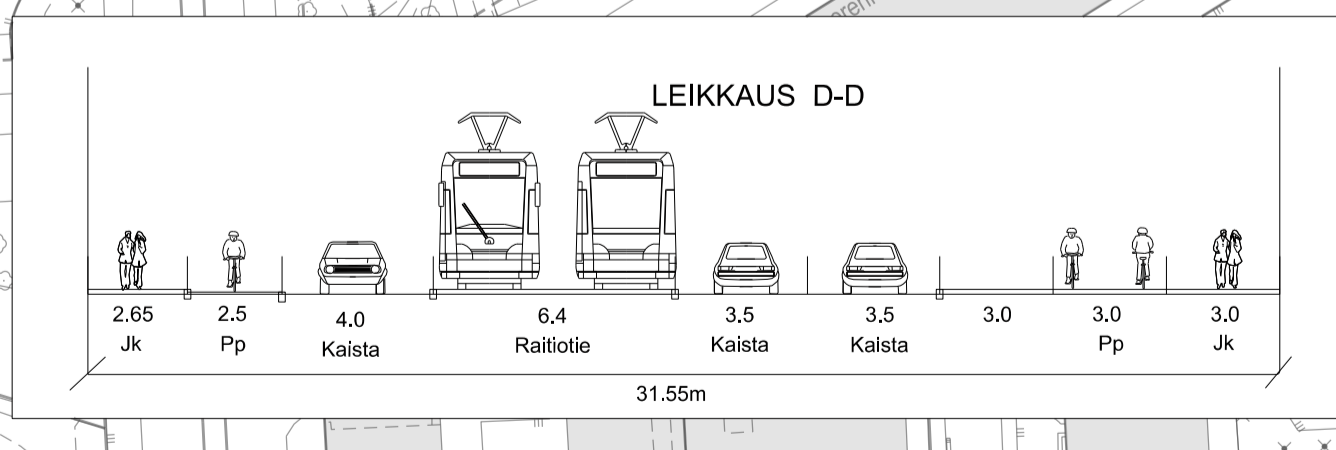 LEIKKAUS D-D
2.65 2.5 4.0 6.4 3.5 3.5 3.0 3.0 3.0
Jk Pp Kaista Raitiotie Kaista Kaista Pp Jk
31.55m